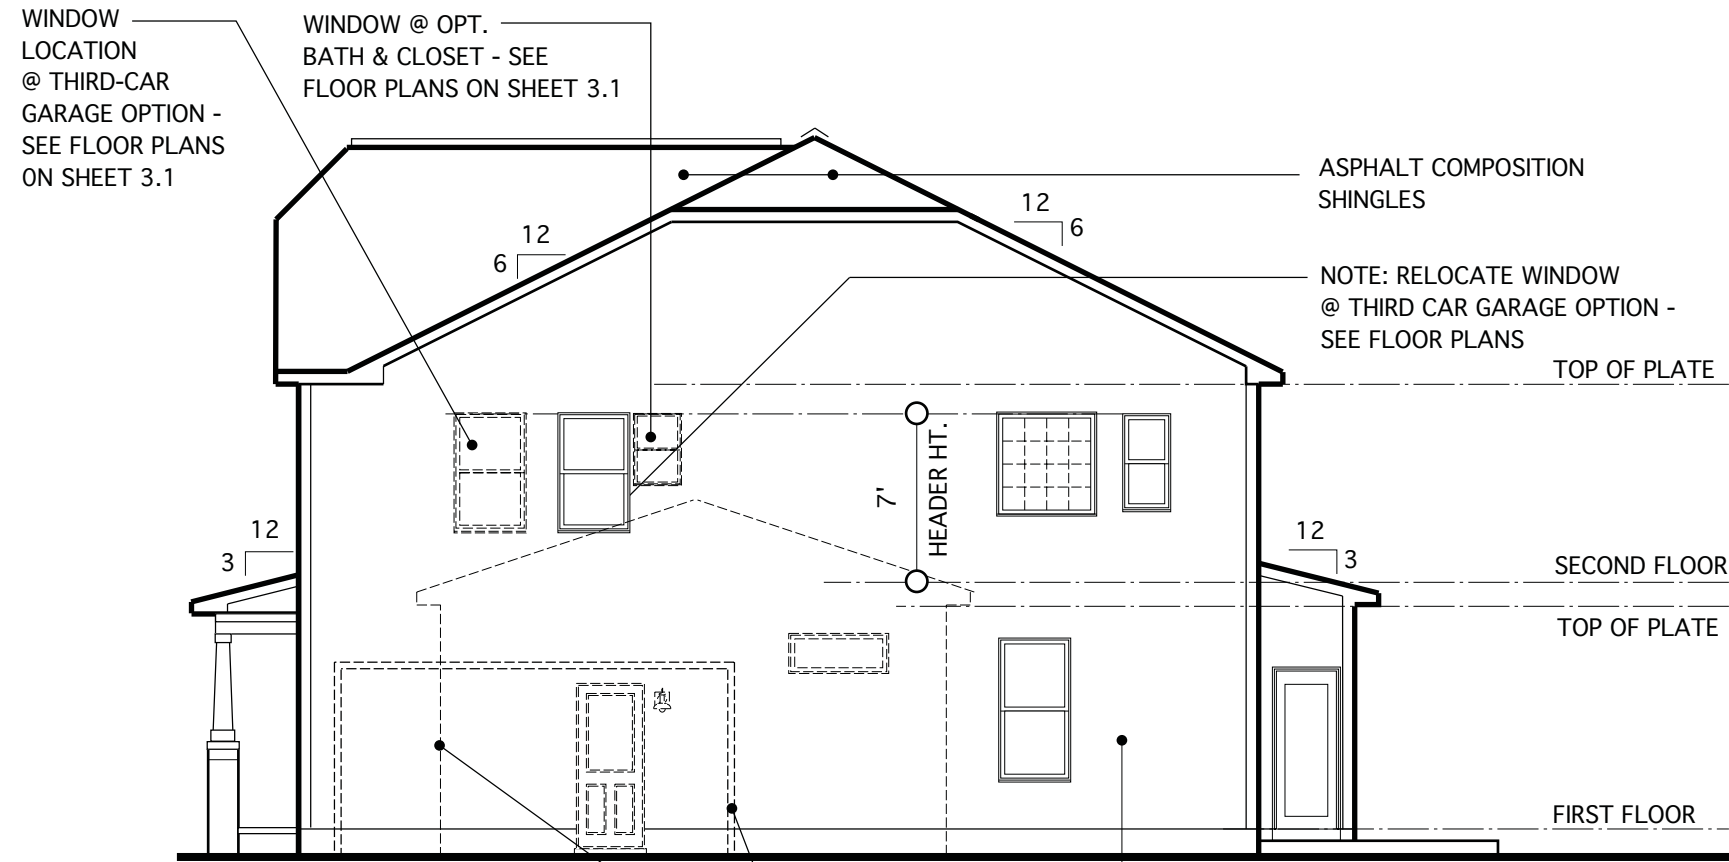 WINDOW
LOCATION
@ THIRD-CAR
GARAGE OPTION -
SEE FLOOR PLANS
0N SHEET 3.1
WINDOW @ OPT.
BATH & CLOSET - SEE
FLOOR PLANS ON SHEET 3.1
ASPHALT COMPOSITION
SHINGLES
12
6
12
6
NOTE: RELOCATE WINDOW
@ THIRD CAR GARAGE OPTION -
SEE FLOOR PLANS
TOP OF PLATE
7'
HEADER HT.
12
3
12
3
SECOND FLOOR
TOP OF PLATE
FIRST FLOOR